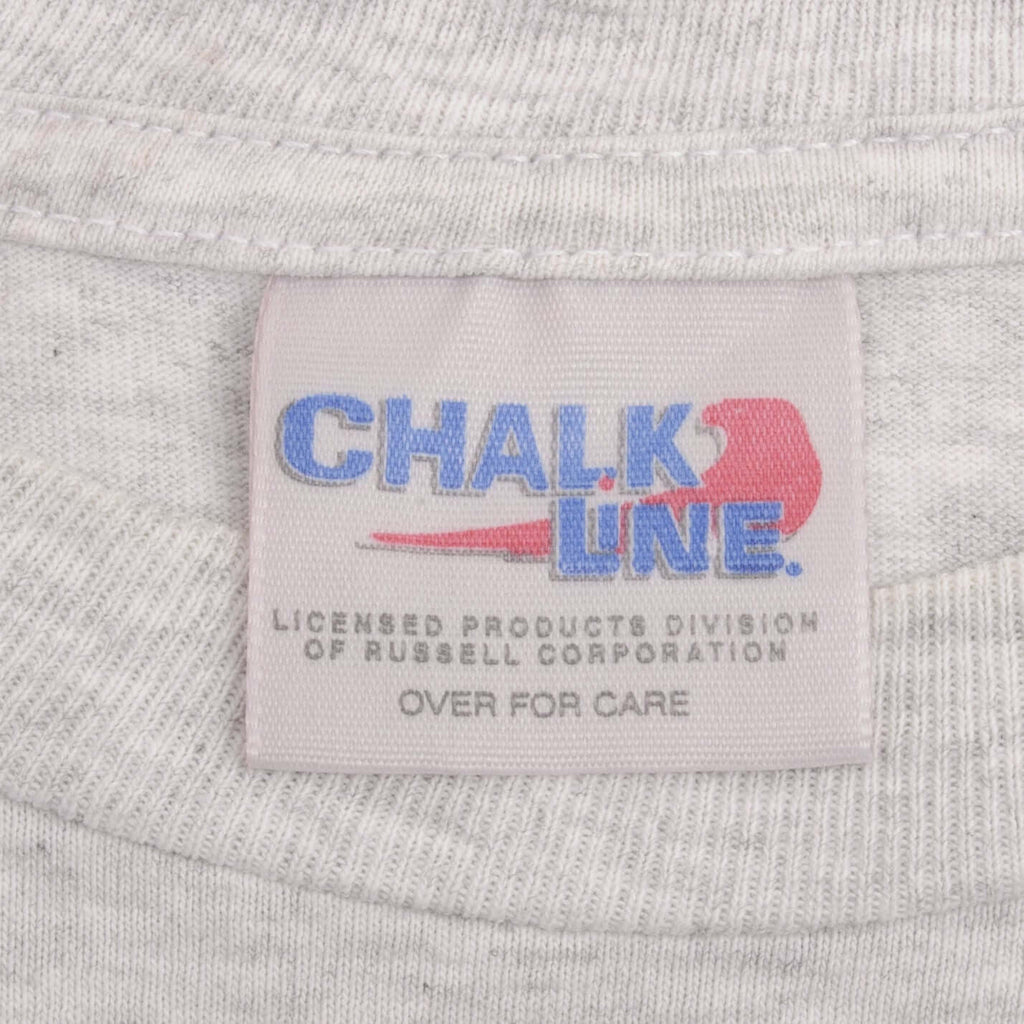 CHALK
LINE.
LICENSED PRODUCTS DIVISION
OF RUSSELL CORPORATION
OVER FOR CARE